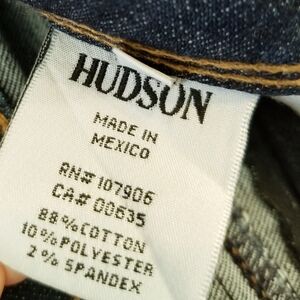 HUDSON
MADE IN
MEXICO
RN# 107906
CA# 00635
88% COTTON
10% POLYESTER
2% SPANDEX